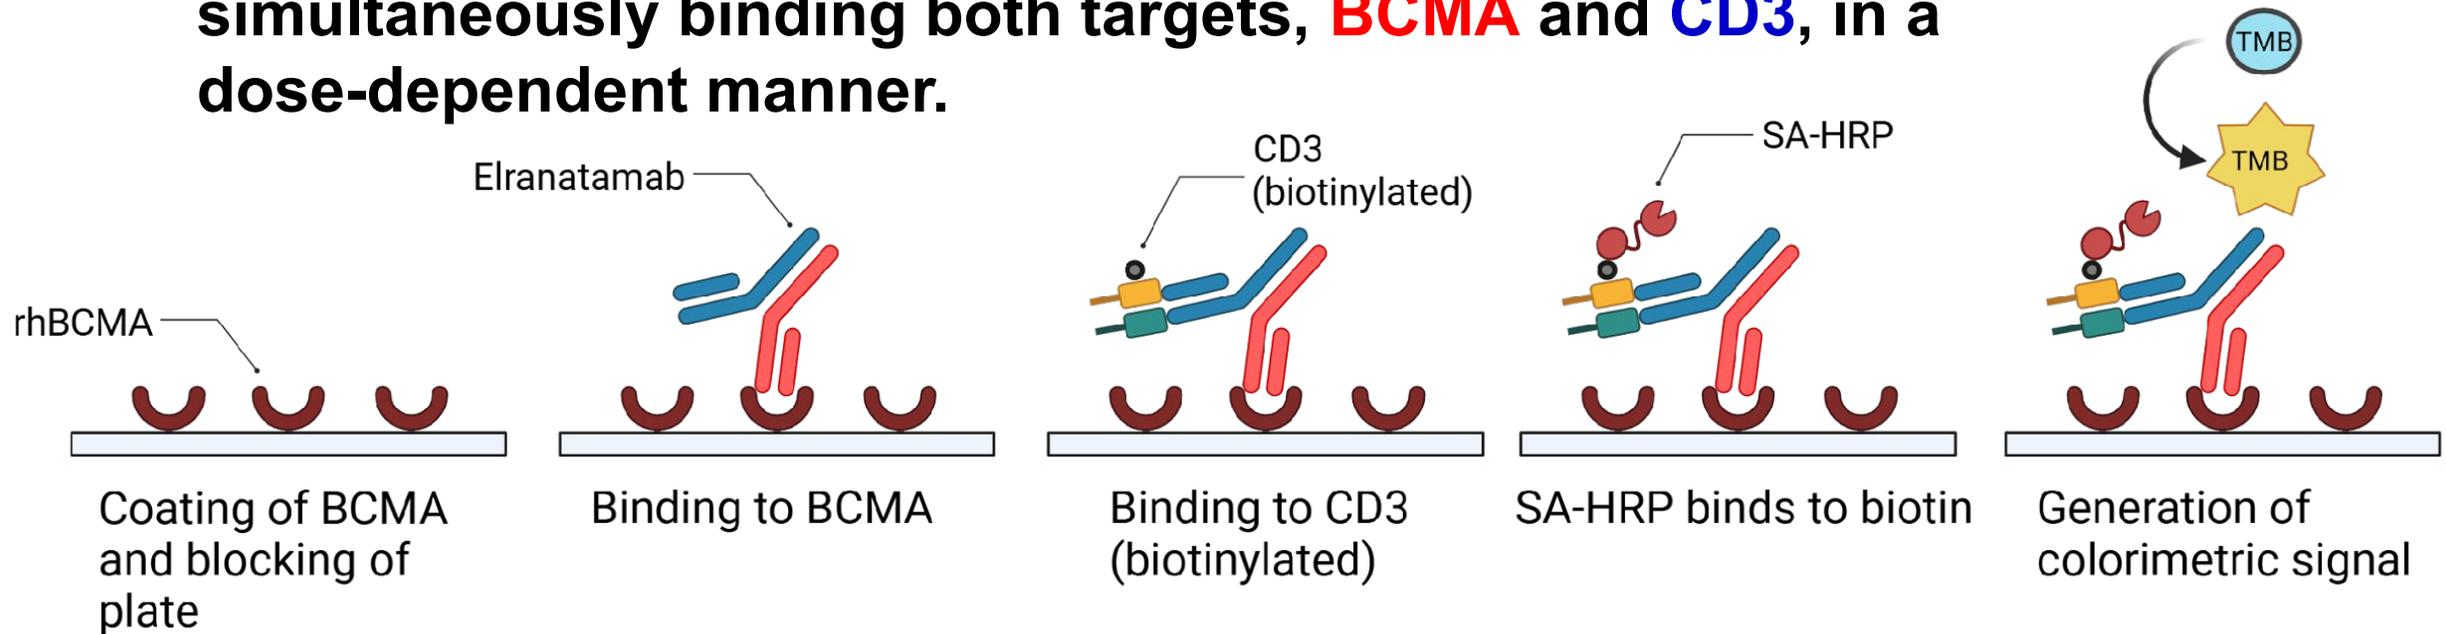 simultaneously binding both targets, BCMA and CD3, in a
dose-dependent manner.
TMB
TMB
SA-HRP
CD3
(biotinylated)
Elranatamab
rhBCMA
Coating of BCMA
and blocking of
plate
Binding to BCMA
Binding to CD3
(biotinylated)
SA-HRP binds to biotin
Generation of
colorimetric signal